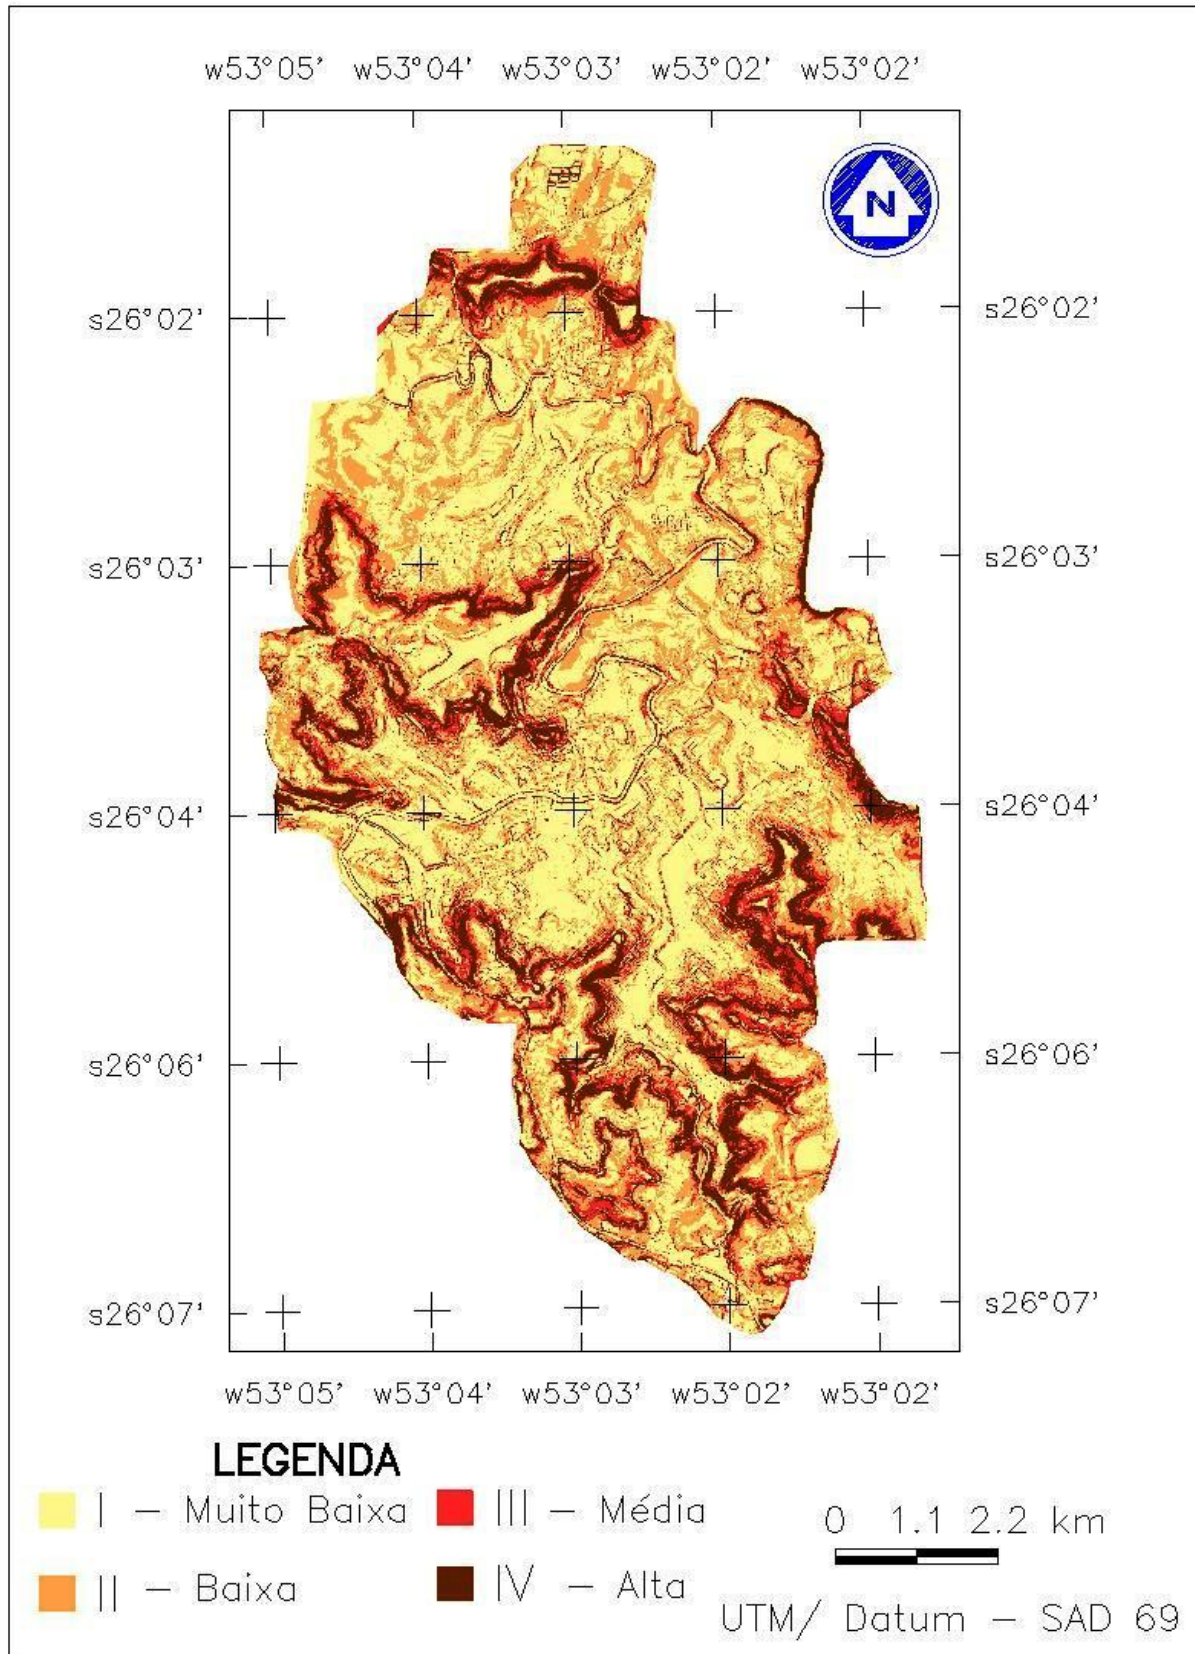 w53°05' w53°04' w53°03' w53°02' w53°02'
N
s26°02' s26°02'
s26°03' s26°03'
s26°04' s26°04'
s26°06' s26°06'
s26°07' s26°07'
w53°05' w53°04' w53°03' w53°02' w53°02'
LEGENDA
I – Muito Baixa
III – Média
II – Baixa
IV – Alta
0 1.1 2.2 km
UTM/ Datum – SAD 69